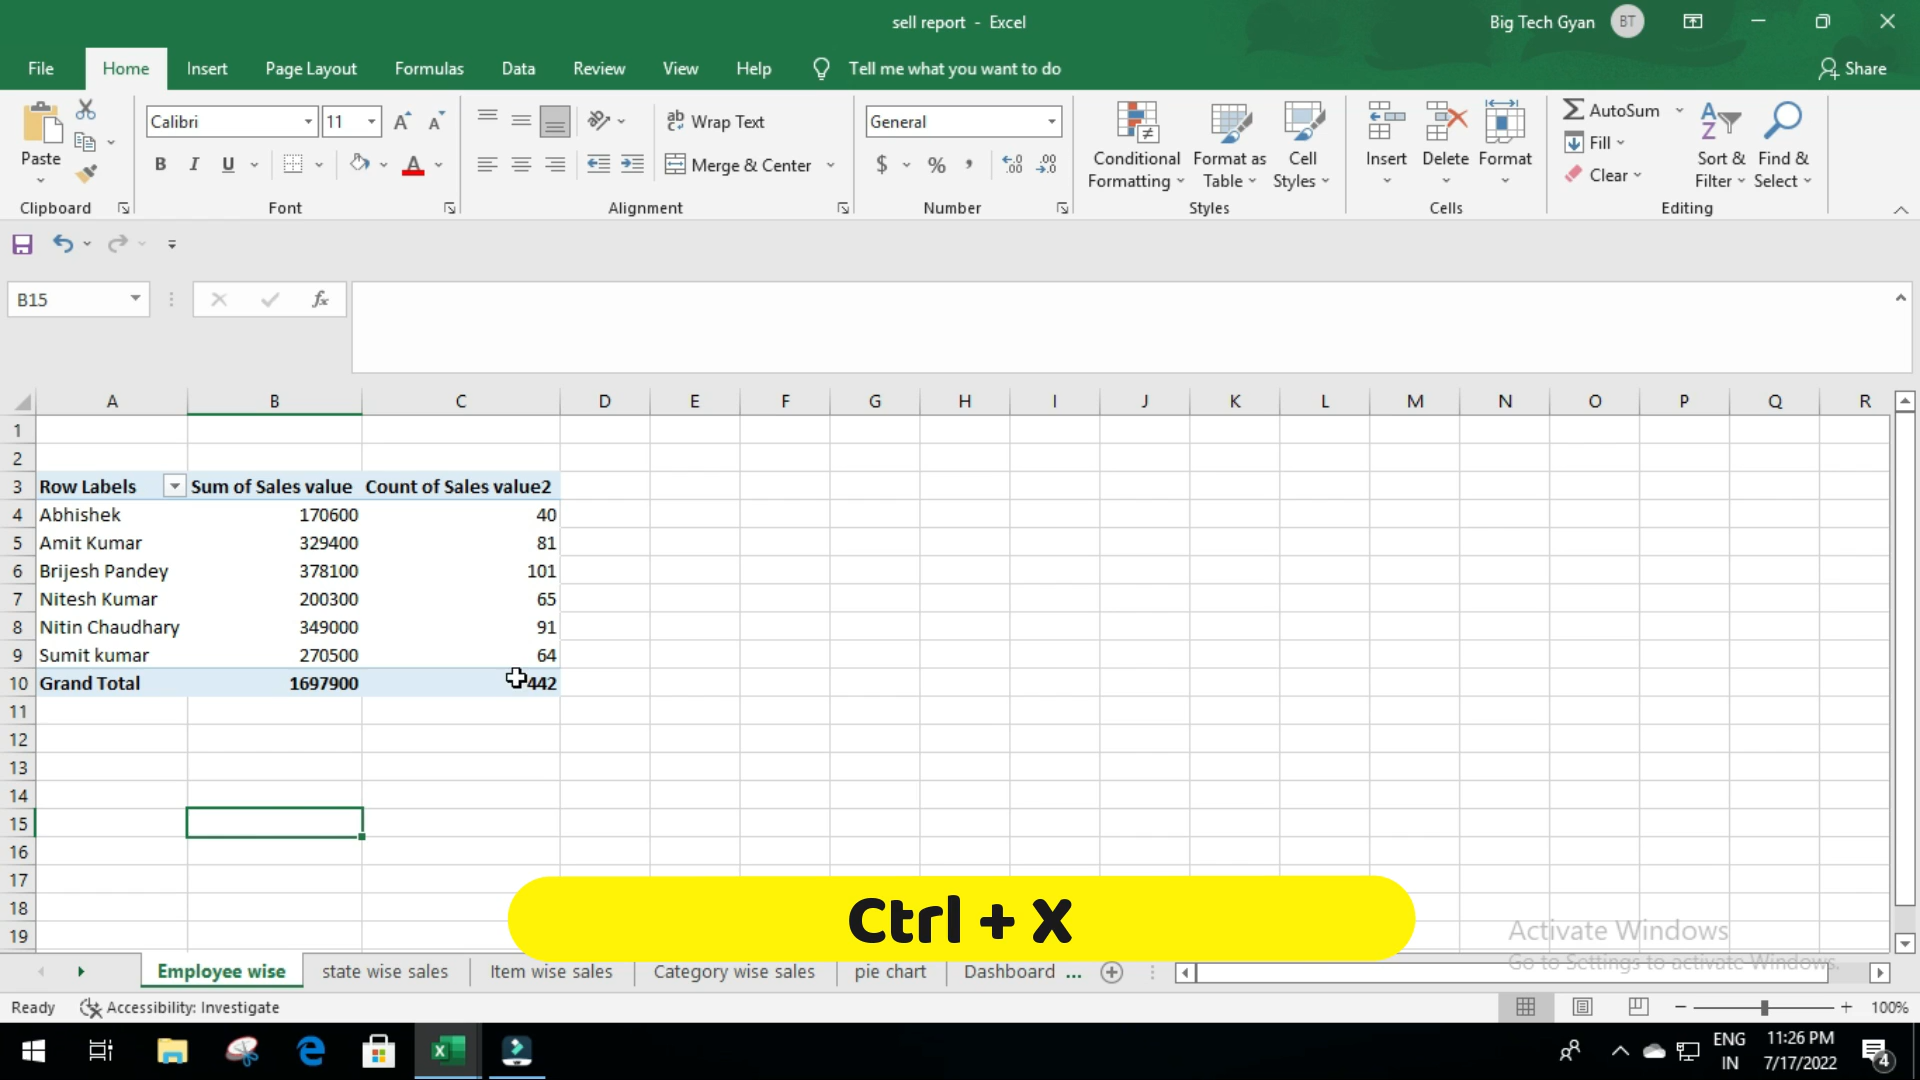 sell report - Excel
Big Tech Gyan BT
File Home Insert Page Layout Formulas Data Review View Help Tell me what you want to do Share
Calibri 11 Wrap Text General AutoSum
Paste B I U Merge & Center $ % Conditional Formatting Format as Table Cell Styles Insert Delete Format Fill Clear Sort & Filter Find & Select
Clipboard Font Alignment Number Styles Cells Editing
B15 fx
A B C D E F G H I J K L M N O P Q R
1
2
3 Row Labels Sum of Sales value Count of Sales value2
4 Abhishek 170600 40
5 Amit Kumar 329400 81
6 Brijesh Pandey 378100 101
7 Nitesh Kumar 200300 65
8 Nitin Chaudhary 349000 91
9 Sumit kumar 270500 64
10 Grand Total 1697900 442
11
12
13
14
15
16
17
18
19
Ctrl + X
Activate Windows
Go to Settings to activate Windows.
Employee wise state wise sales Item wise sales Category wise sales pie chart Dashboard ...
Ready Accessibility: Investigate 100%
ENG 11:26 PM
IN 7/17/2022 4